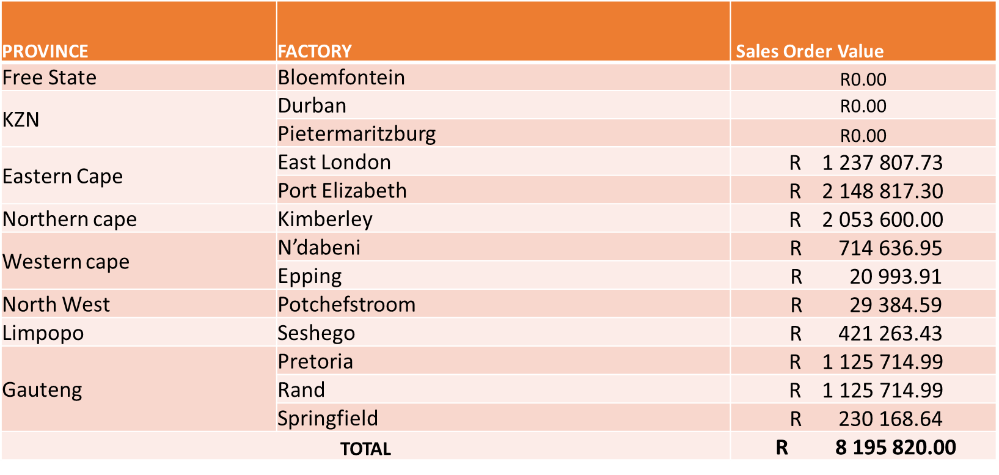 PROVINCE FACTORY Sales Order Value
Free State Bloemfontein R0.00
KZN Durban R0.00
Pietermaritzburg R0.00
Eastern Cape East London R 1 237 807.73
Port Elizabeth R 2 148 817.30
Northern cape Kimberley R 2 053 600.00
Western cape N’dabeni R 714 636.95
Epping R 20 993.91
North West Potchefstroom R 29 384.59
Limpopo Seshego R 421 263.43
Gauteng Pretoria R 1 125 714.99
Rand R 1 125 714.99
Springfield R 230 168.64
TOTAL R 8 195 820.00